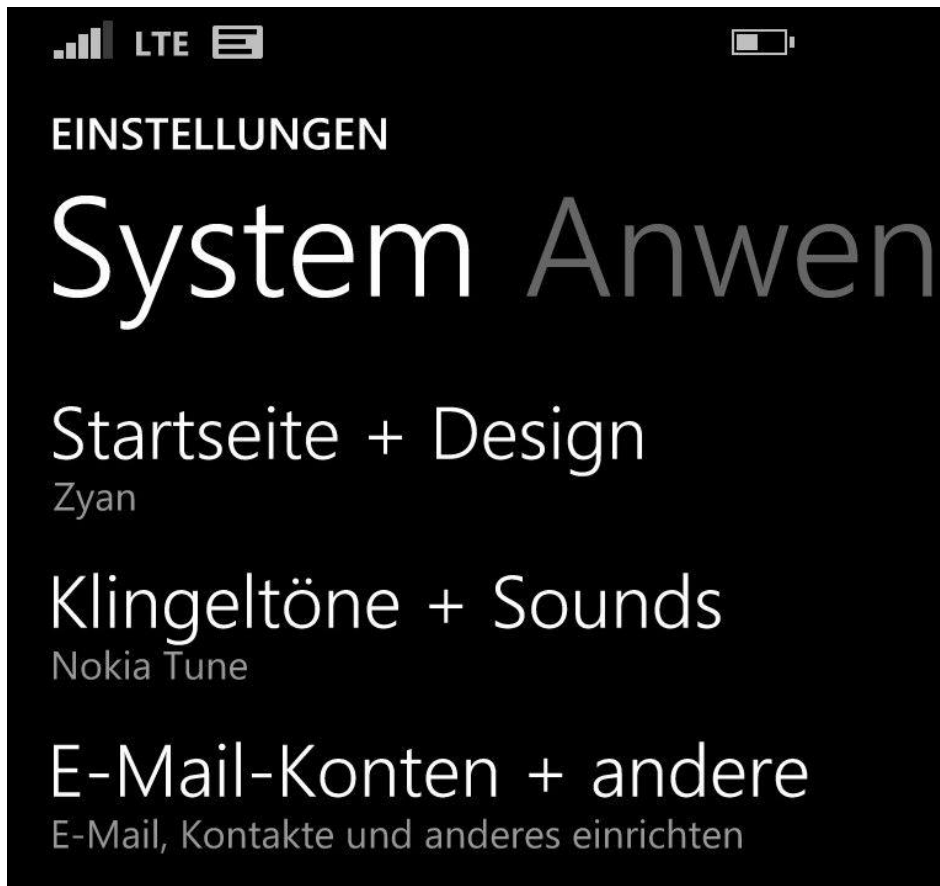 LTE
EINSTELLUNGEN
System Anwen
Startseite + Design
Zyan
Klingeltöne + Sounds
Nokia Tune
E-Mail-Konten + andere
E-Mail, Kontakte und anderes einrichten